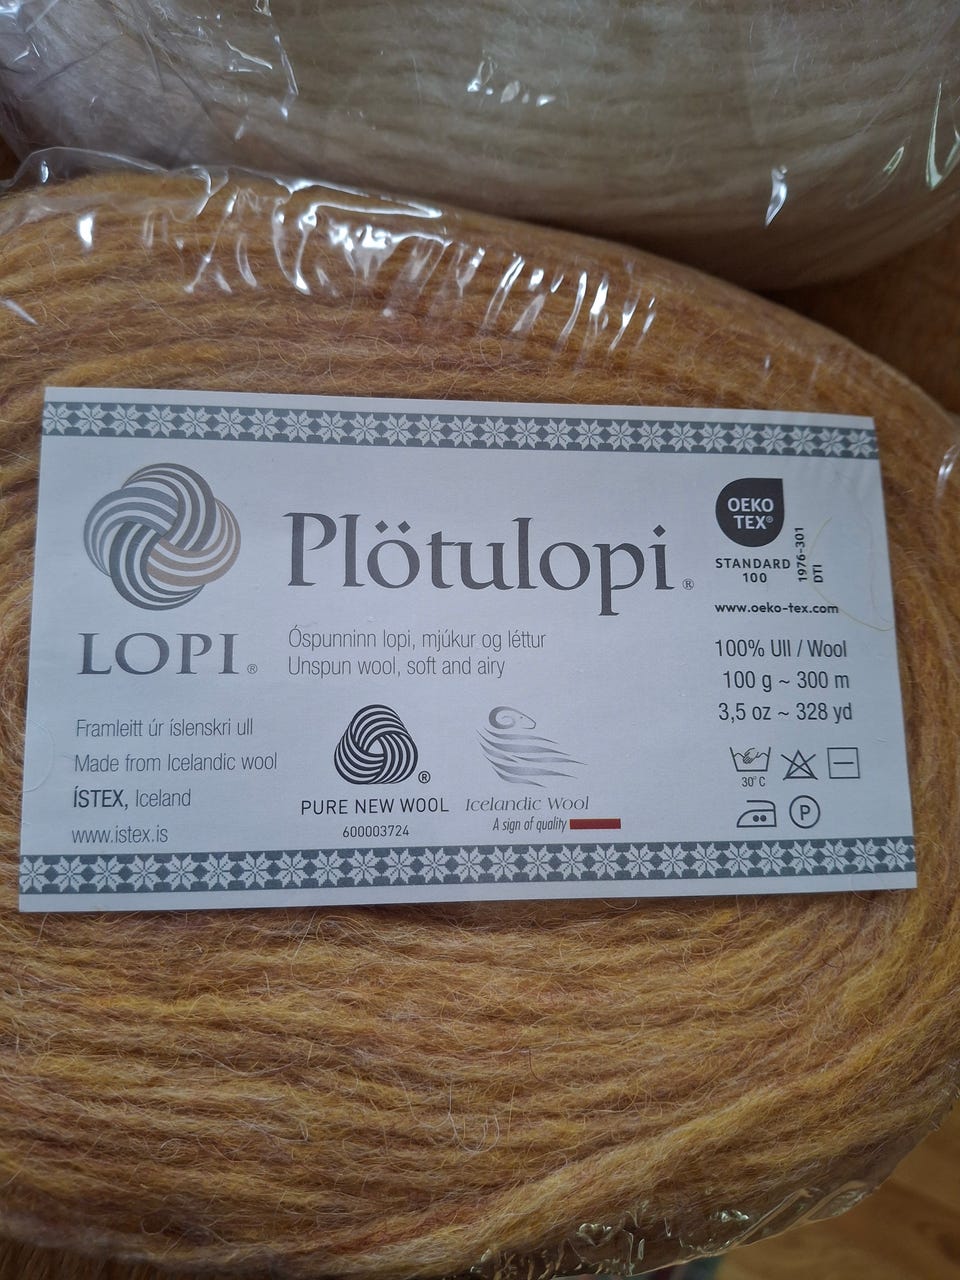 LOPI®
Plötulopi®
Óspunninn lopi, mjúkur og léttur
Unspun wool, soft and airy
Framleitt úr íslenskri ull
Made from Icelandic wool
ÍSTEX, Iceland
www.istex.is
®
PURE NEW WOOL
600003724
Icelandic Wool
A sign of quality
OEKO
TEX®
STANDARD
100
1976-301
DTI
www.oeko-tex.com
100% Ull / Wool
100 g ~ 300 m
3,5 oz ~ 328 yd
30° C
P